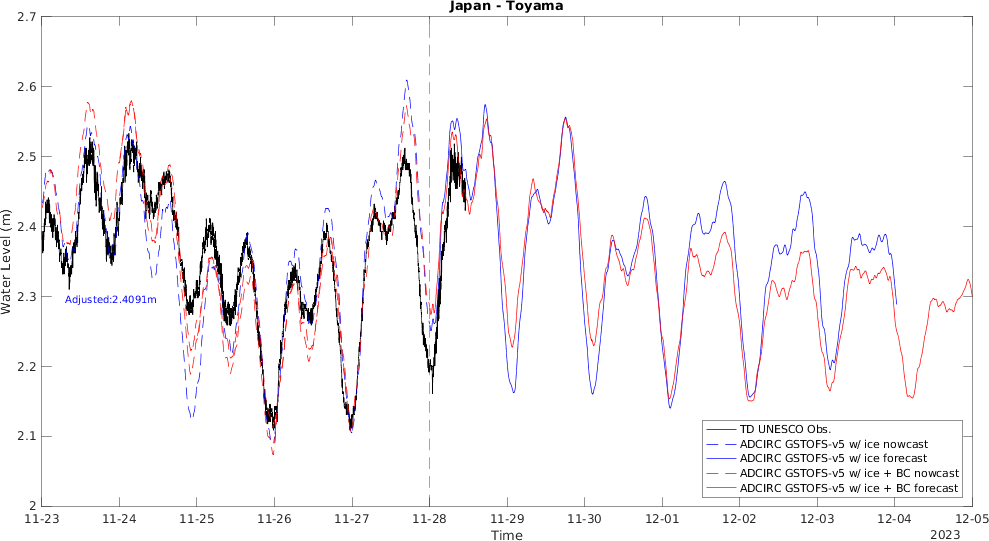 Japan - Toyama
2.7
2.6
2.5
2.4
2.3
2.2
2.1
2
Water Level (m)
Adjusted:2.4091m
TD UNESCO Obs.
ADCIRC GSTOFS-v5 w/ ice nowcast
ADCIRC GSTOFS-v5 w/ ice forecast
ADCIRC GSTOFS-v5 w/ ice + BC nowcast
ADCIRC GSTOFS-v5 w/ ice + BC forecast
11-23 11-24 11-25 11-26 11-27 11-28 11-29 11-30 12-01 12-02 12-03 12-04 12-05
Time
2023